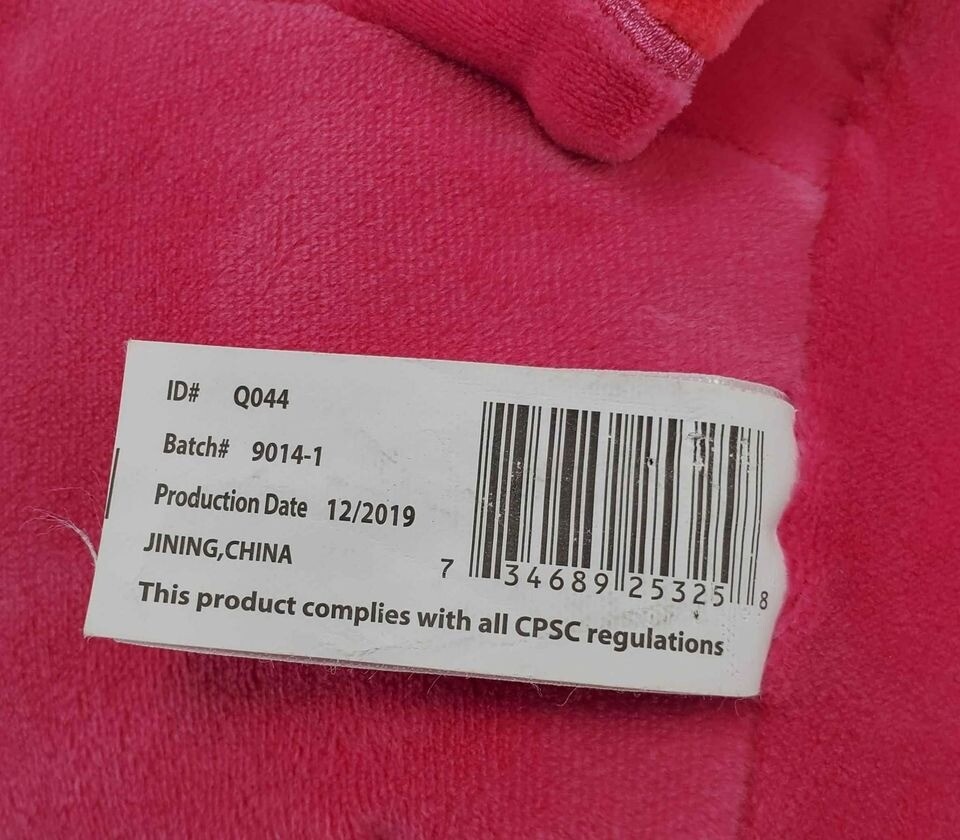 ID# Q044
Batch# 9014-1
Production Date 12/2019
JINING,CHINA
7 34689 25325 8
This product complies with all CPSC regulations